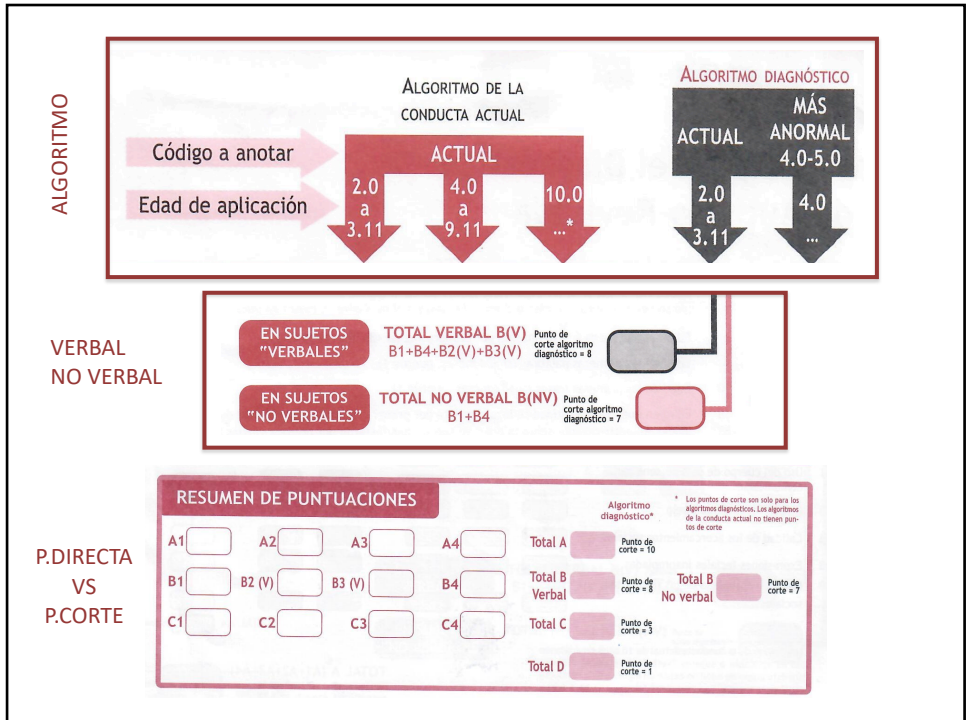 ALGORITMO
ALGORITMO DE LA
CONDUCTA ACTUAL
ALGORITMO DIAGNÓSTICO
Código a anotar
Edad de aplicación
ACTUAL
2.0
a
3.11
4.0
a
9.11
10.0
...*
ACTUAL
MÁS
ANORMAL
4.0-5.0
2.0
a
3.11
4.0
...
VERBAL
NO VERBAL
EN SUJETOS
"VERBALES"
TOTAL VERBAL B(V)
B1+B4+B2(V)+B3(V)
Punto de
corte algoritmo
diagnóstico = 8
EN SUJETOS
"NO VERBALES"
TOTAL NO VERBAL B(NV)
B1+B4
Punto de
corte algoritmo
diagnóstico = 7
P.DIRECTA
VS
P.CORTE
RESUMEN DE PUNTUACIONES
Algoritmo
diagnóstico*
* Los puntos de corte son solo para los
algoritmos diagnósticos. Los algoritmos
de la conducta actual no tienen pun-
tos de corte
A1 A2 A3 A4
Total A
Punto de
corte = 10
B1 B2 (V) B3 (V) B4
Total B
Verbal
Punto de
corte = 8
Total B
No verbal
Punto de
corte = 7
C1 C2 C3 C4
Total C
Punto de
corte = 3
Total D
Punto de
corte = 1